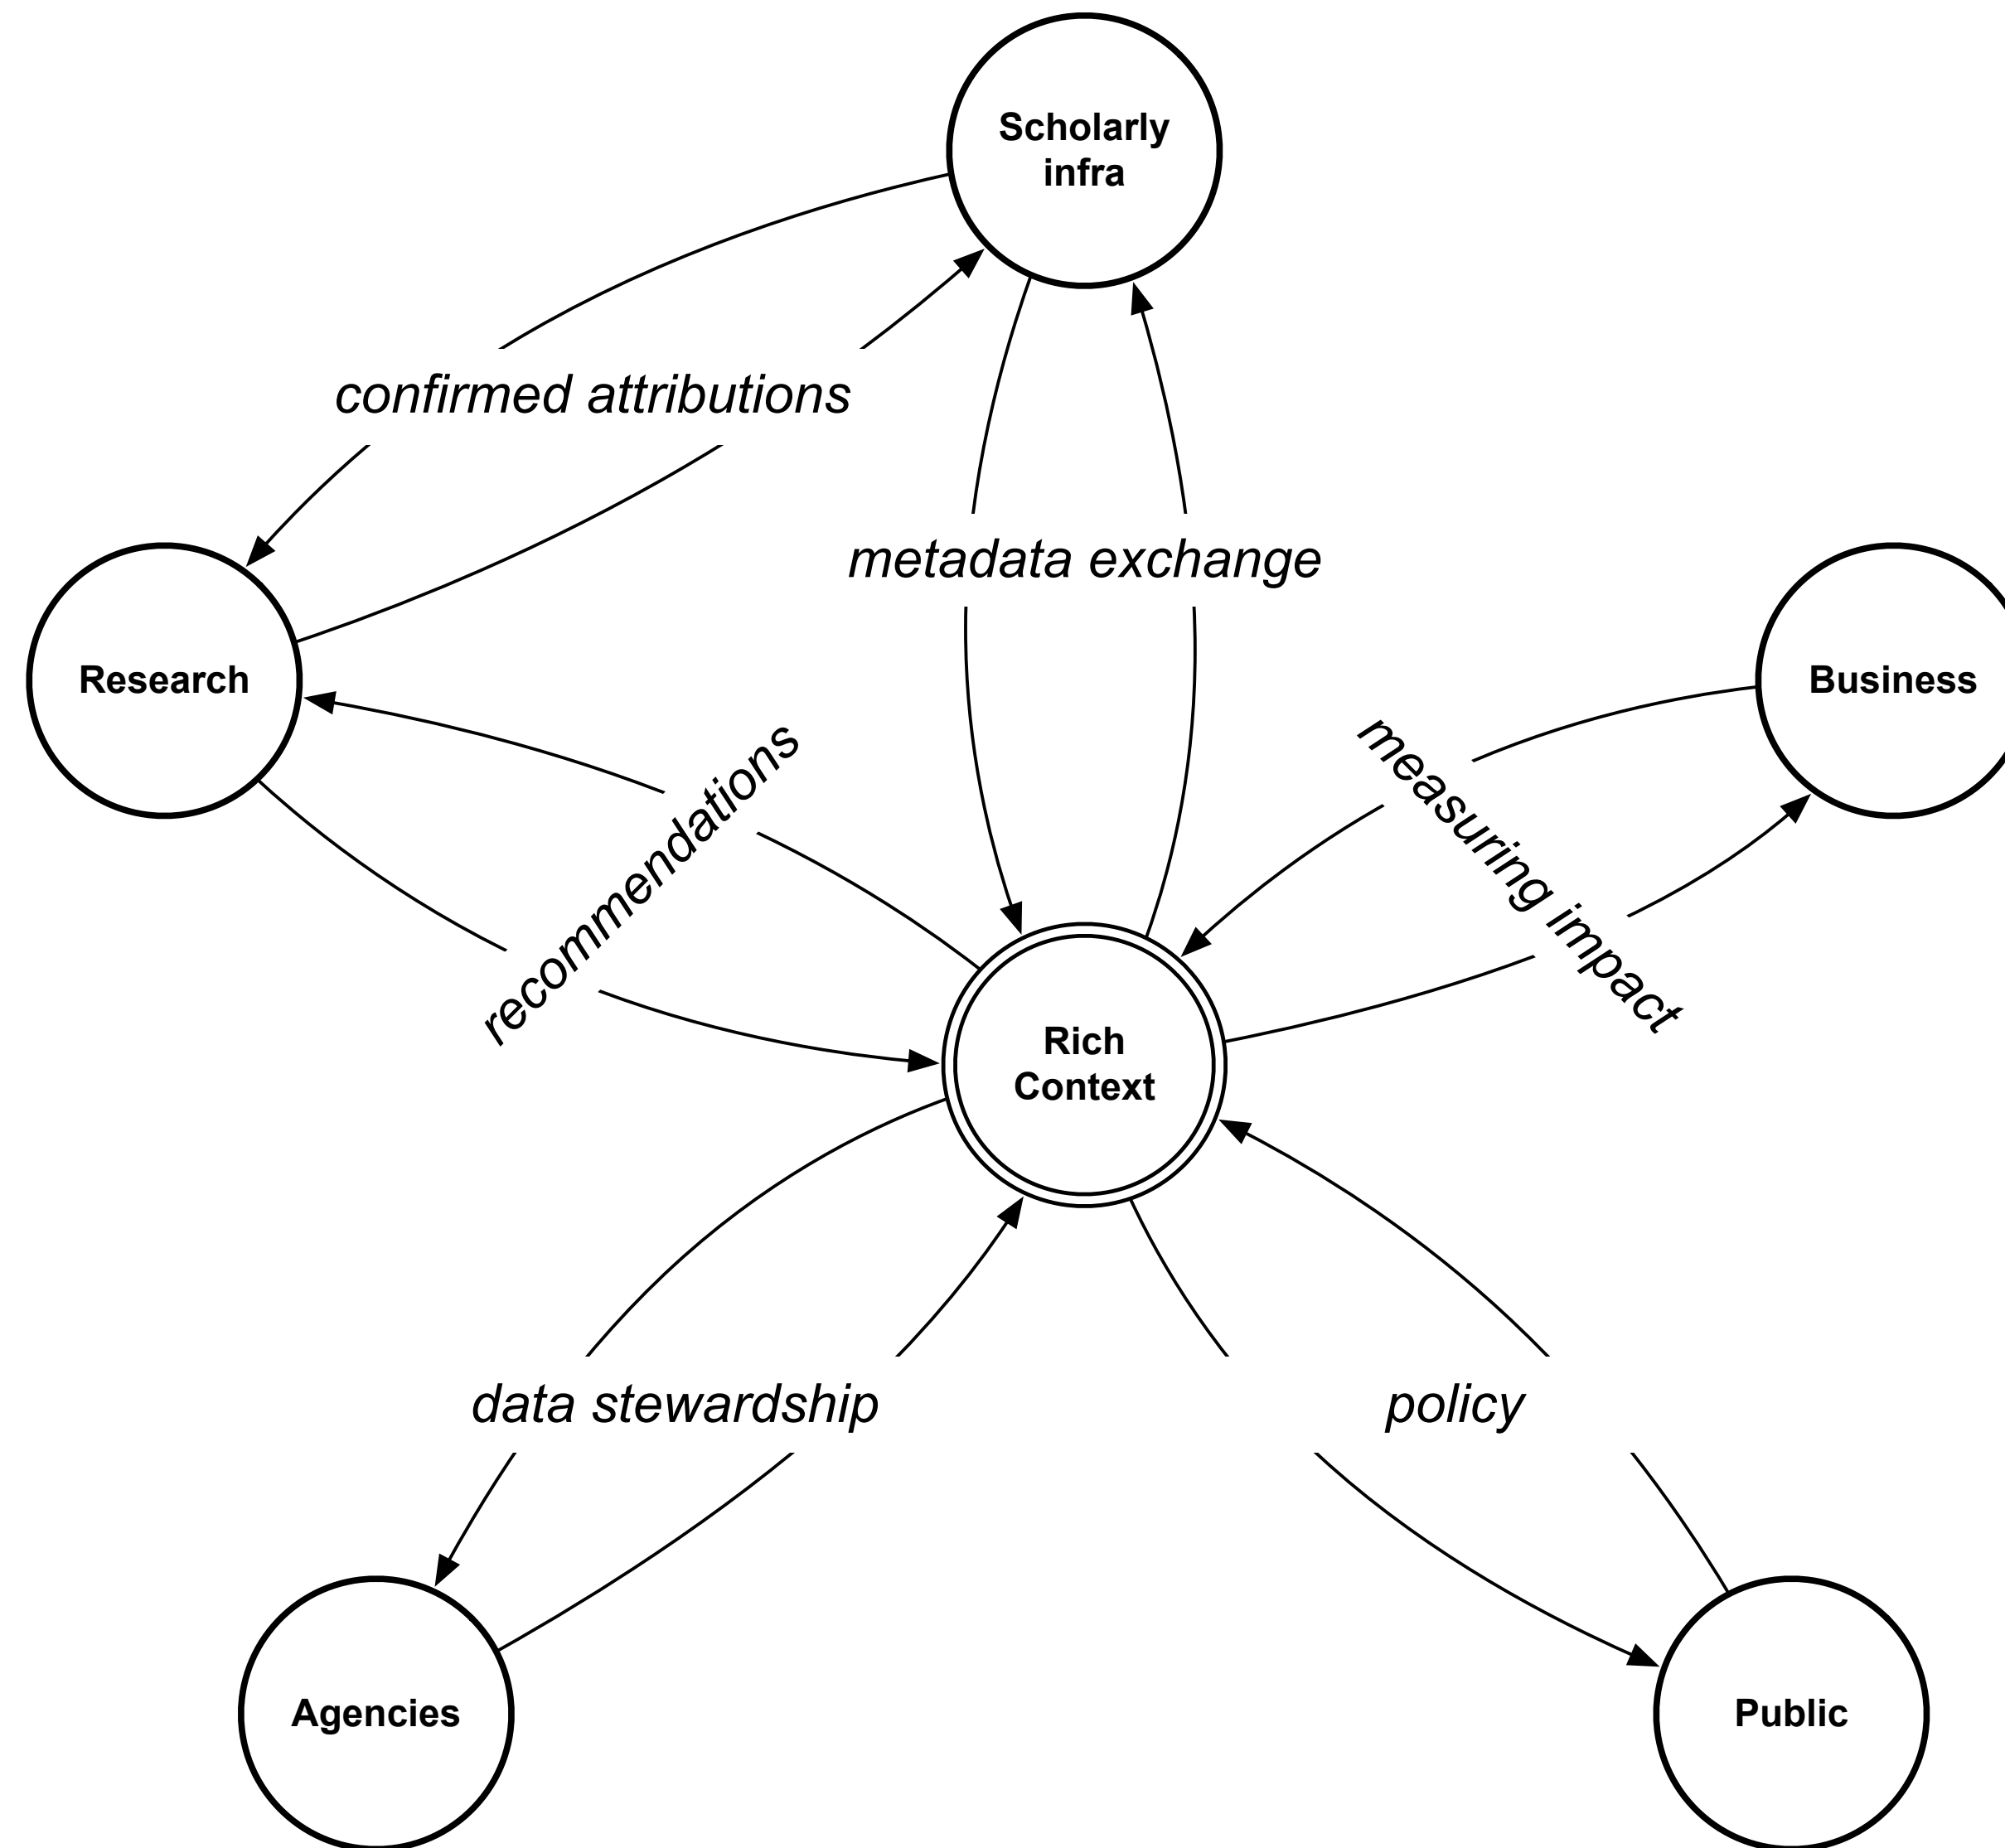 Scholarly
infra
confirmed attributions
metadata exchange
Research
Business
recommendations
measuring impact
Rich
Context
data stewardship
policy
Agencies
Public